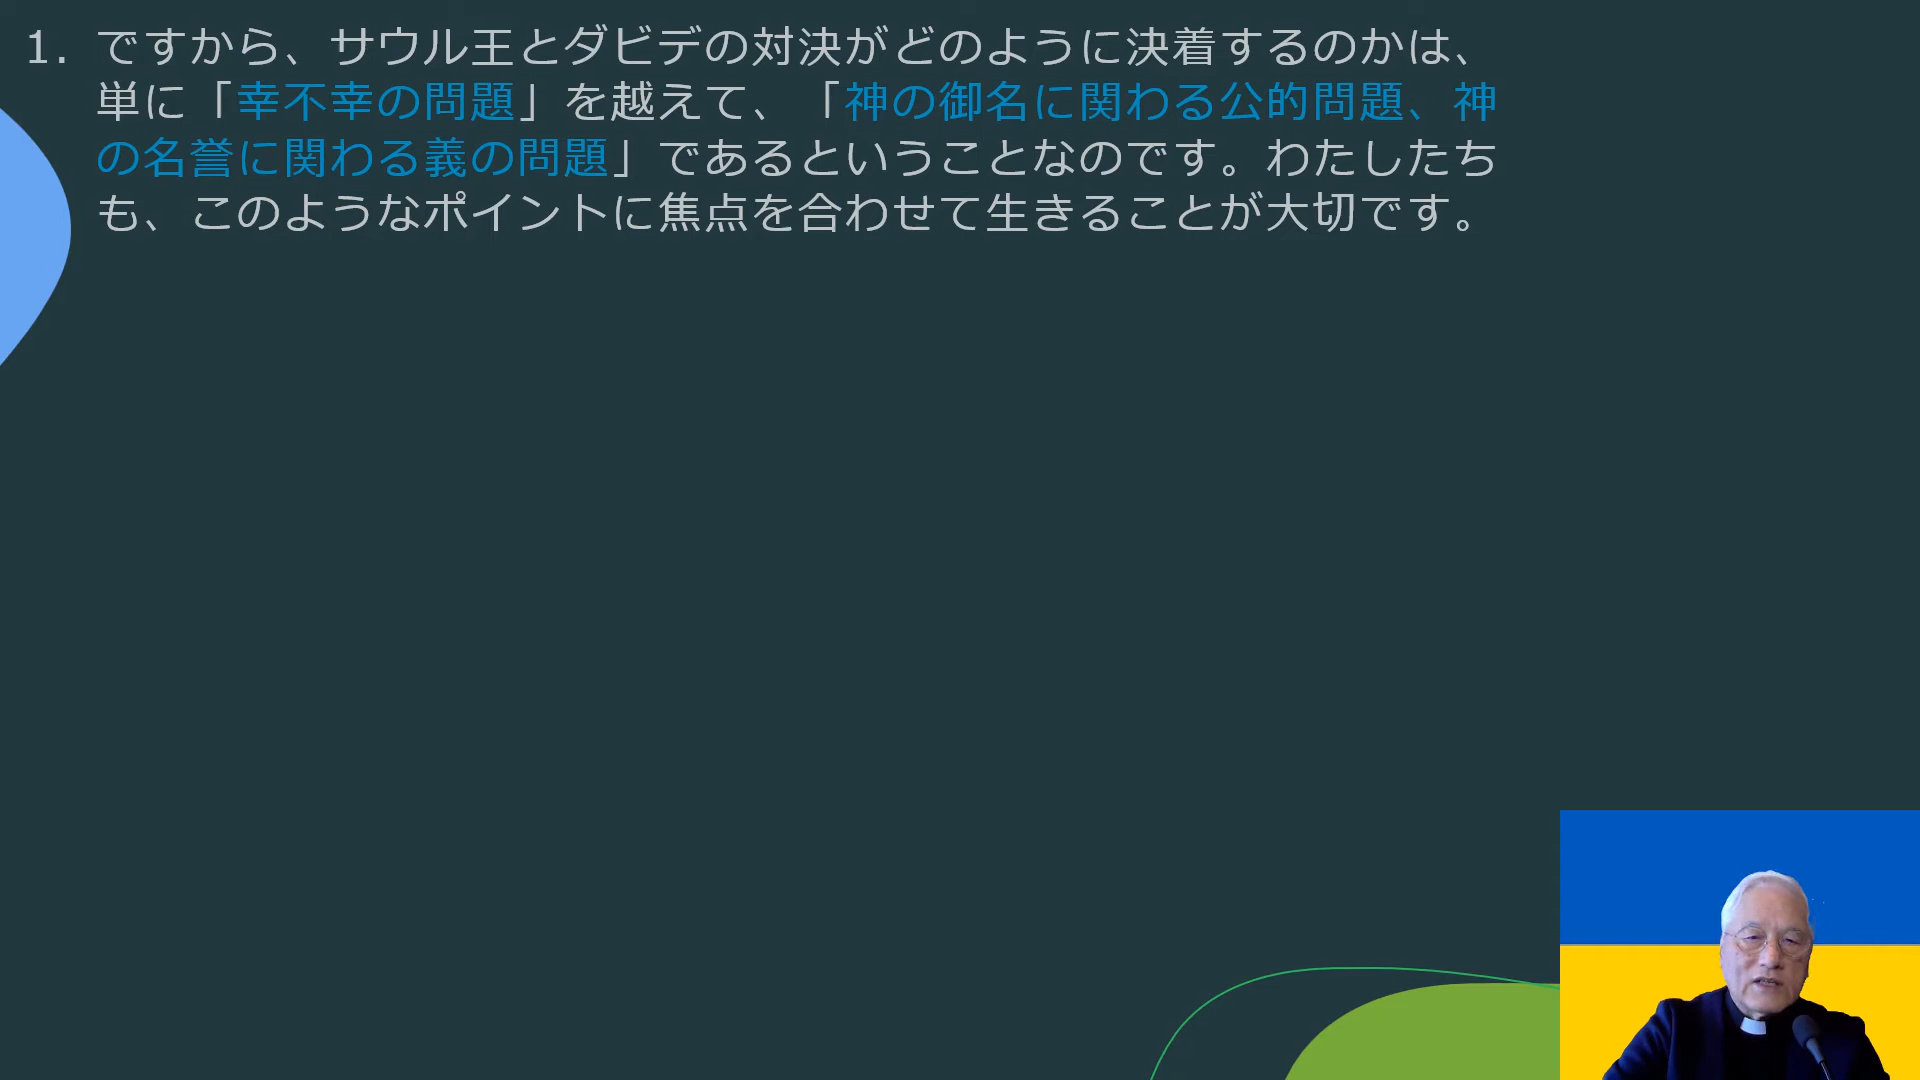 1. ですから、サウル王とダビデの対決がどのように決着するのかは、
単に「幸不幸の問題」を越えて、「神の御名に関わる公的問題、神
の名誉に関わる義の問題」であるということなのです。わたしたち
も、このようなポイントに焦点を合わせて生きることが大切です。